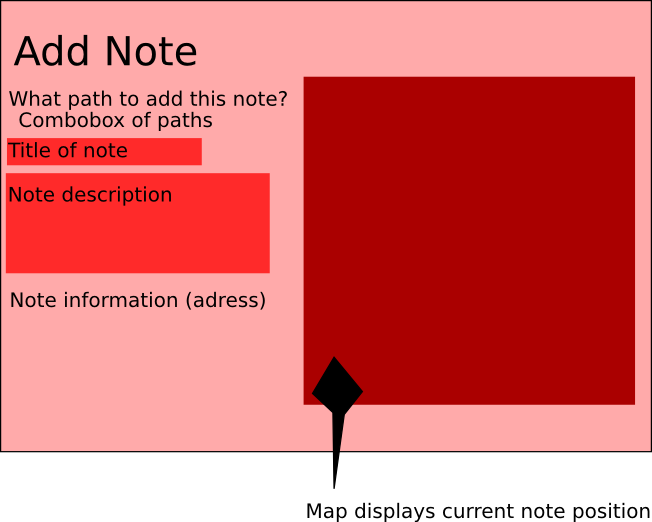 Add Note
What path to add this note?
Combobox of paths
Title of note
Note description
Note information (adress)
Map displays current note position